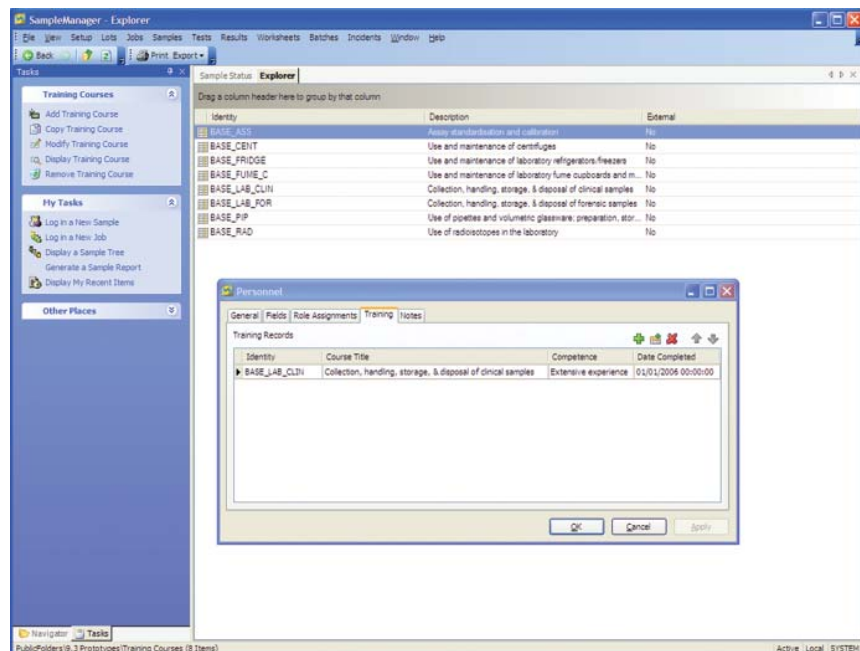 SampleManager - Explorer
File View Setup Lots Jobs Samples Tests Results Worksheets Batches Incidents Window Help
Back Print Export
Tasks
Sample Status Explorer
Training Courses
Add Training Course
Copy Training Course
Modify Training Course
Display Training Course
Remove Training Course
My Tasks
Log in a New Sample
Log in a New Job
Display a Sample Tree
Generate a Sample Report
Display My Recent Items
Other Places
Drag a column header here to group by that column
Identity Description External
BASE_ASS Assay standardisation and calibration No
BASE_CENT Use and maintenance of centrifuges No
BASE_FRIDGE Use and maintenance of laboratory refrigerators/freezers No
BASE_FUME_C Use and maintenance of laboratory fume cupboards and m... No
BASE_LAB_CLIN Collection, handling, storage, & disposal of clinical samples No
BASE_LAB_FOR Collection, handling, storage, & disposal of forensic samples No
BASE_PIP Use of pipettes and volumetric glassware: preparation, stor... No
BASE_RAD Use of radioisotopes in the laboratory No
Personnel
General Fields Role Assignments Training Notes
Training Records
Identity Course Title Competence Date Completed
BASE_LAB_CLIN Collection, handling, storage, & disposal of clinical samples Extensive experience 01/01/2006 00:00:00
OK Cancel Apply
Navigator Tasks
PublicFolders\9.3 Prototypes\Training Courses (8 Items) Active Local SYSTEM